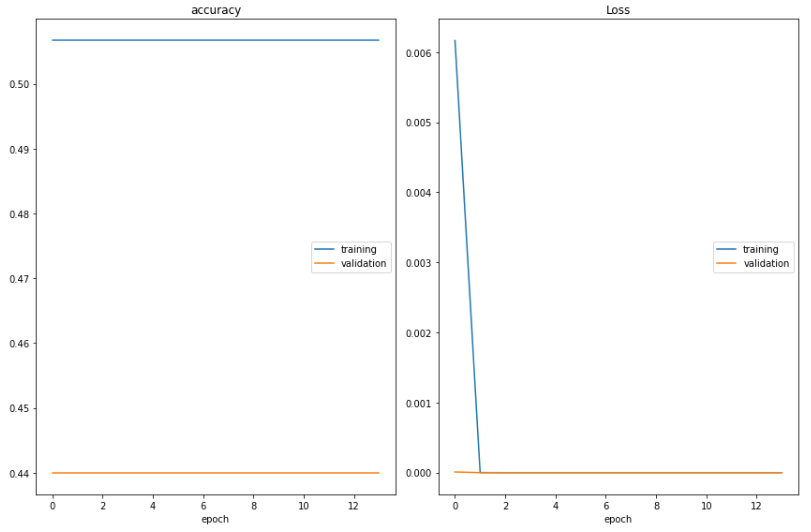 accuracy
0.50
0.49
0.48
0.47
0.46
0.45
0.44
training
validation
0 2 4 6 8 10 12
epoch
Loss
0.006
0.005
0.004
0.003
0.002
0.001
0.000
training
validation
0 2 4 6 8 10 12
epoch